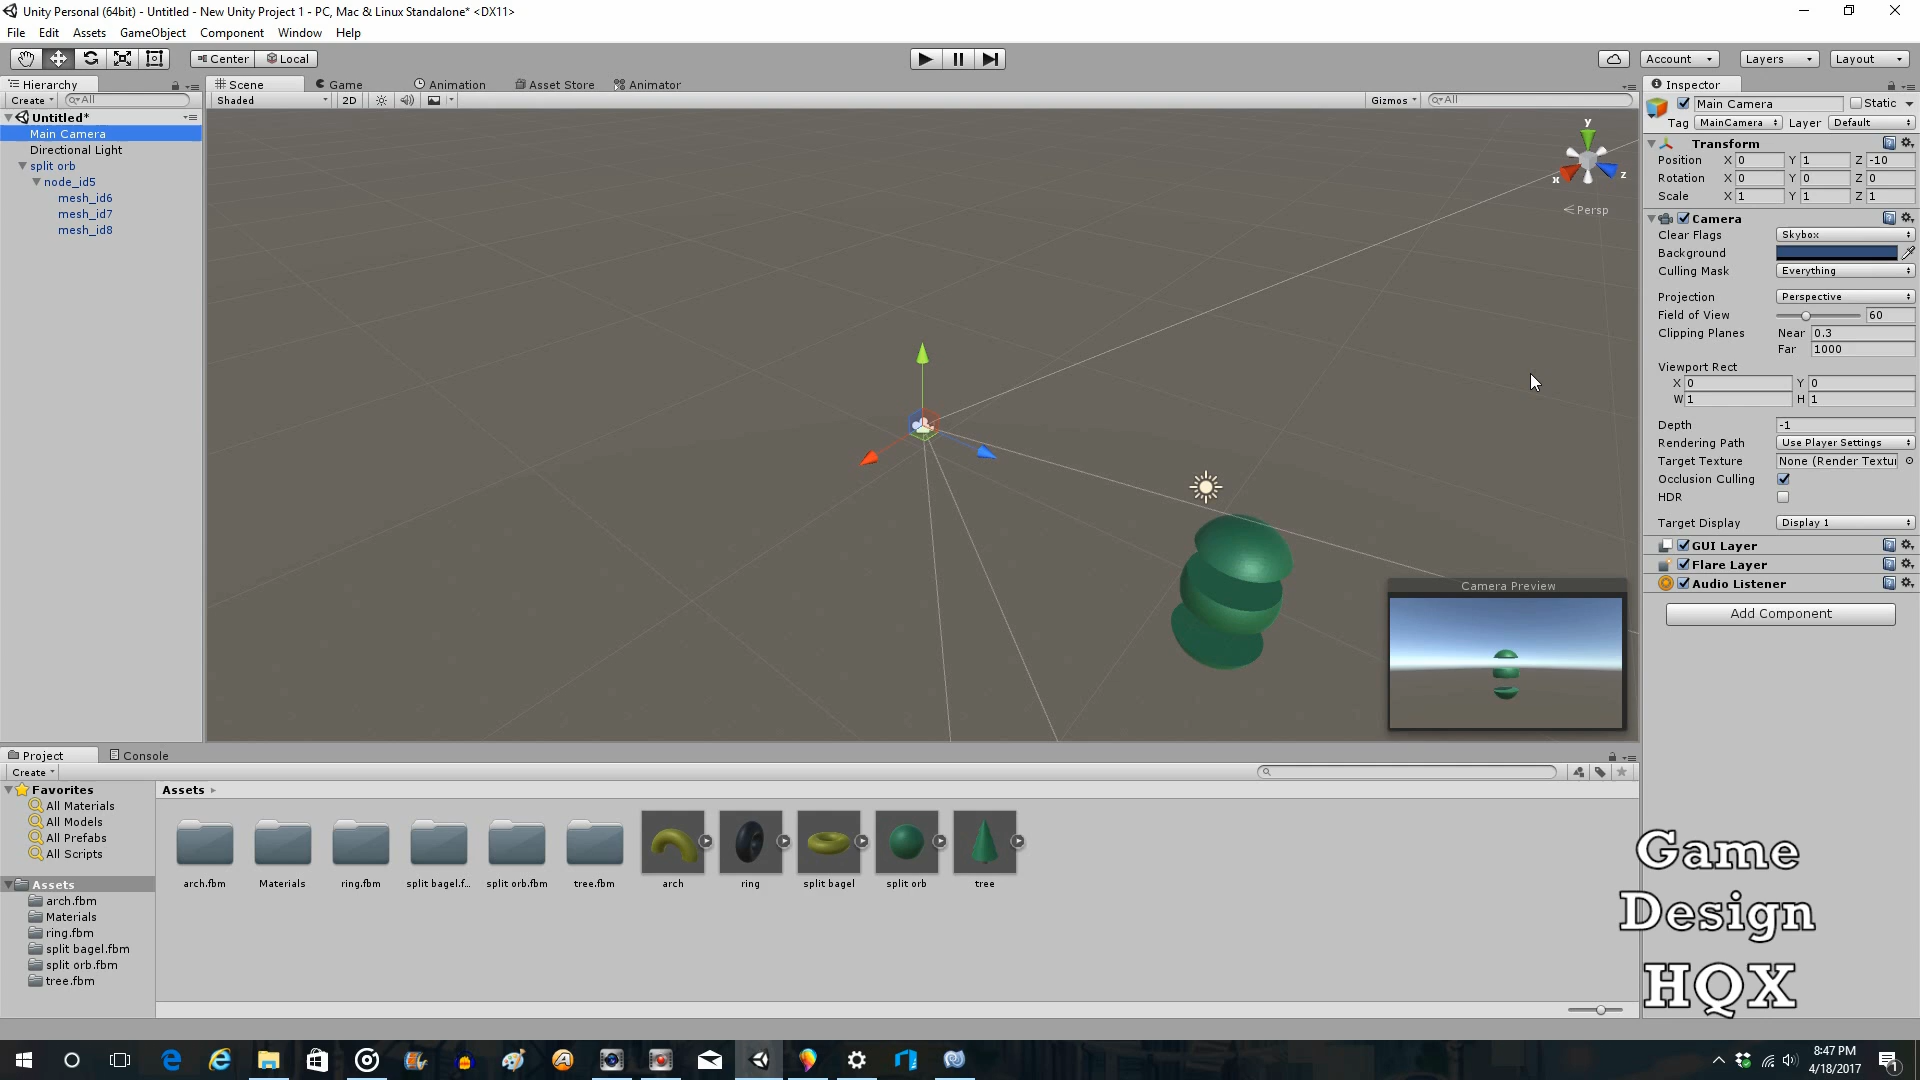 Unity Personal (64bit) - Untitled - New Unity Project 1 - PC, Mac & Linux Standalone* <DX11>
File Edit Assets GameObject Component Window Help
Center Local
Account Layers Layout
Hierarchy
Create All
Untitled*
Main Camera
Directional Light
split orb
node_id5
mesh_id6
mesh_id7
mesh_id8
Scene Game Animation Asset Store Animator
Shaded 2D Gizmos All
y
x z
Persp
Camera Preview
Inspector
Main Camera Static
Tag MainCamera Layer Default
Transform
Position X 0 Y 1 Z -10
Rotation X 0 Y 0 Z 0
Scale X 1 Y 1 Z 1
Camera
Clear Flags Skybox
Background
Culling Mask Everything
Projection Perspective
Field of View 60
Clipping Planes Near 0.3
Far 1000
Viewport Rect
X 0 Y 0
W 1 H 1
Depth -1
Rendering Path Use Player Settings
Target Texture None (Render Textu
Occlusion Culling
HDR
Target Display Display 1
GUI Layer
Flare Layer
Audio Listener
Add Component
Project Console
Create
Favorites
All Materials
All Models
All Prefabs
All Scripts
Assets
arch.fbm
Materials
ring.fbm
split bagel.fbm
split orb.fbm
tree.fbm
Assets
arch.fbm Materials ring.fbm split bagel.f... split orb.fbm tree.fbm arch ring split bagel split orb tree
Game
Design
HQX
8:47 PM
4/18/2017
1